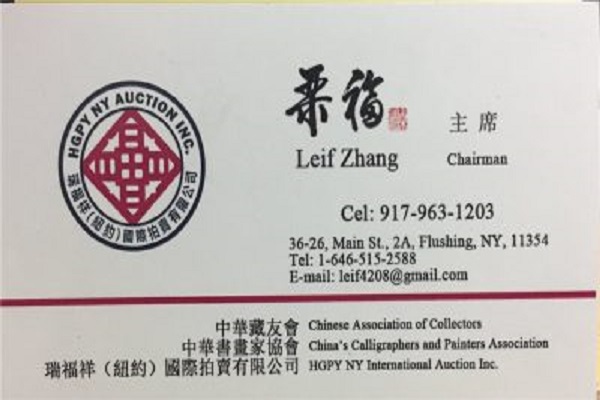 HGPY NY AUCTION INC.
瑞福祥(紐約)國際拍賣有限公司
福
主席
Leif Zhang
Chairman
Cel: 917-963-1203
36-26, Main St., 2A, Flushing, NY, 11354
Tel: 1-646-515-2588
E-mail: leif4208@gmail.com
中華藏友會 Chinese Association of Collectors
中華書畫家協會 China's Calligraphers and Painters Association
瑞福祥（紐約）國際拍賣有限公司 HGPY NY International Auction Inc.